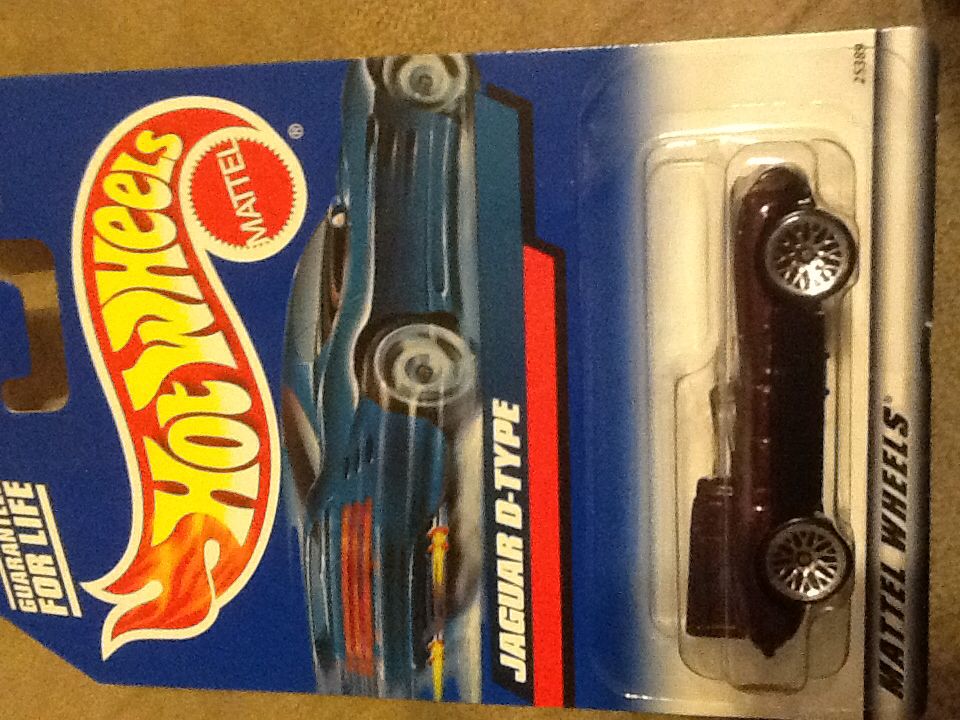 GUARANTEED
FOR LIFE
HOT WHEELS
MATTEL
®
JAGUAR D-TYPE
25389
MATTEL WHEELS®